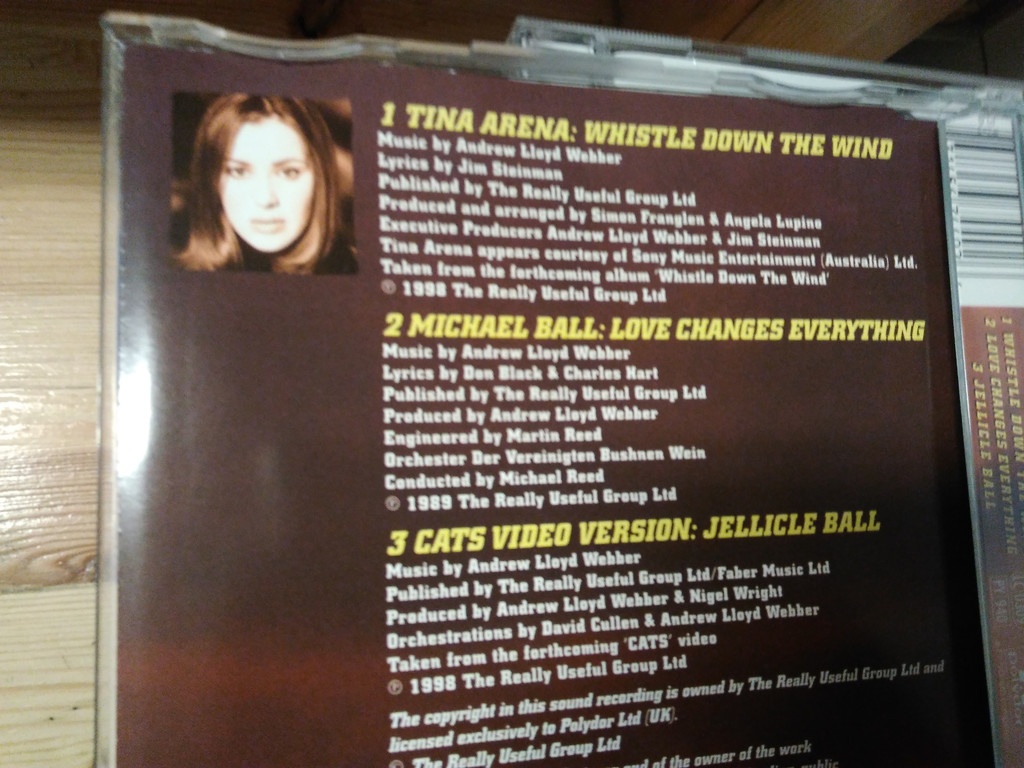 1 TINA ARENA: WHISTLE DOWN THE WIND
Music by Andrew Lloyd Webber
Lyrics by Jim Steinman
Published by The Really Useful Group Ltd
Produced and arranged by Simon Franglen & Angela Lupino
Executive Producers Andrew Lloyd Webber & Jim Steinman
Tina Arena appears courtesy of Sony Music Entertainment (Australia) Ltd.
Taken from the forthcoming album 'Whistle Down The Wind'
℗ 1998 The Really Useful Group Ltd
2 MICHAEL BALL: LOVE CHANGES EVERYTHING
Music by Andrew Lloyd Webber
Lyrics by Don Black & Charles Hart
Published by The Really Useful Group Ltd
Produced by Andrew Lloyd Webber
Engineered by Martin Reed
Orchester Der Vereinigten Bushnen Wein
Conducted by Michael Reed
℗ 1989 The Really Useful Group Ltd
3 CATS VIDEO VERSION: JELLICLE BALL
Music by Andrew Lloyd Webber
Published by The Really Useful Group Ltd/Faber Music Ltd
Produced by Andrew Lloyd Webber & Nigel Wright
Orchestrations by David Cullen & Andrew Lloyd Webber
Taken from the forthcoming 'CATS' video
℗ 1998 The Really Useful Group Ltd
The copyright in this sound recording is owned by The Really Useful Group Ltd and
licensed exclusively to Polydor Ltd (UK).
© The Really Useful Group Ltd
and of the owner of the work
public
1 WHISTLE DOWN THE
2 LOVE CHANGES EVERYTHING
3 JELLICLE BALL